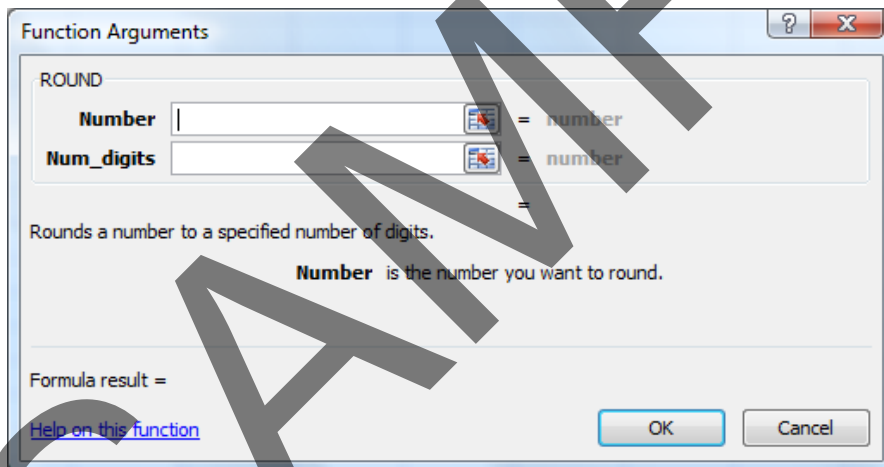 Function Arguments
ROUND
Number = number
Num_digits = number
=
Rounds a number to a specified number of digits.
Number is the number you want to round.
Formula result =
Help on this function
OK Cancel